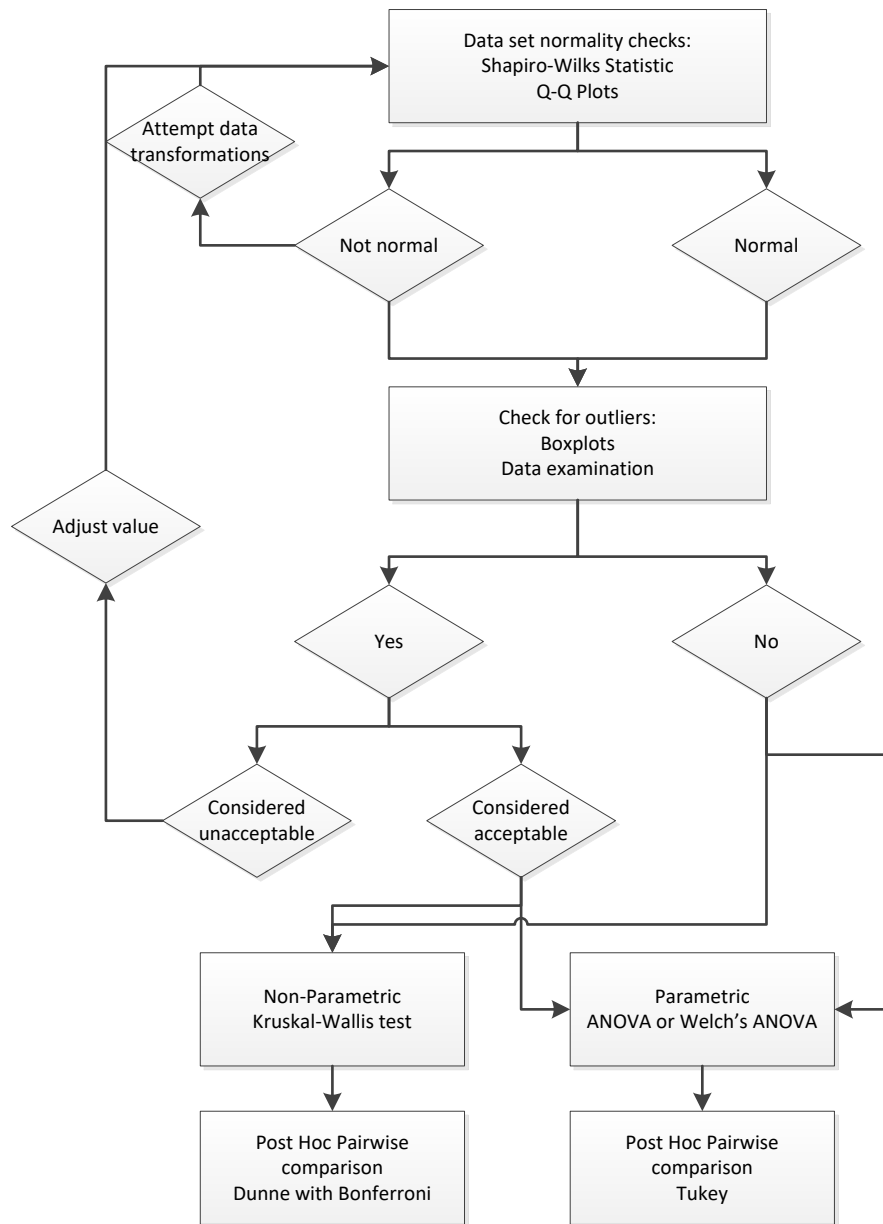 Data set normality checks:
Shapiro-Wilks Statistic
Q-Q Plots
Attempt data
transformations
Not normal
Normal
Check for outliers:
Boxplots
Data examination
Adjust value
Yes
No
Considered
unacceptable
Considered
acceptable
Non-Parametric
Kruskal-Wallis test
Parametric
ANOVA or Welch’s ANOVA
Post Hoc Pairwise
comparison
Dunne with Bonferroni
Post Hoc Pairwise
comparison
Tukey